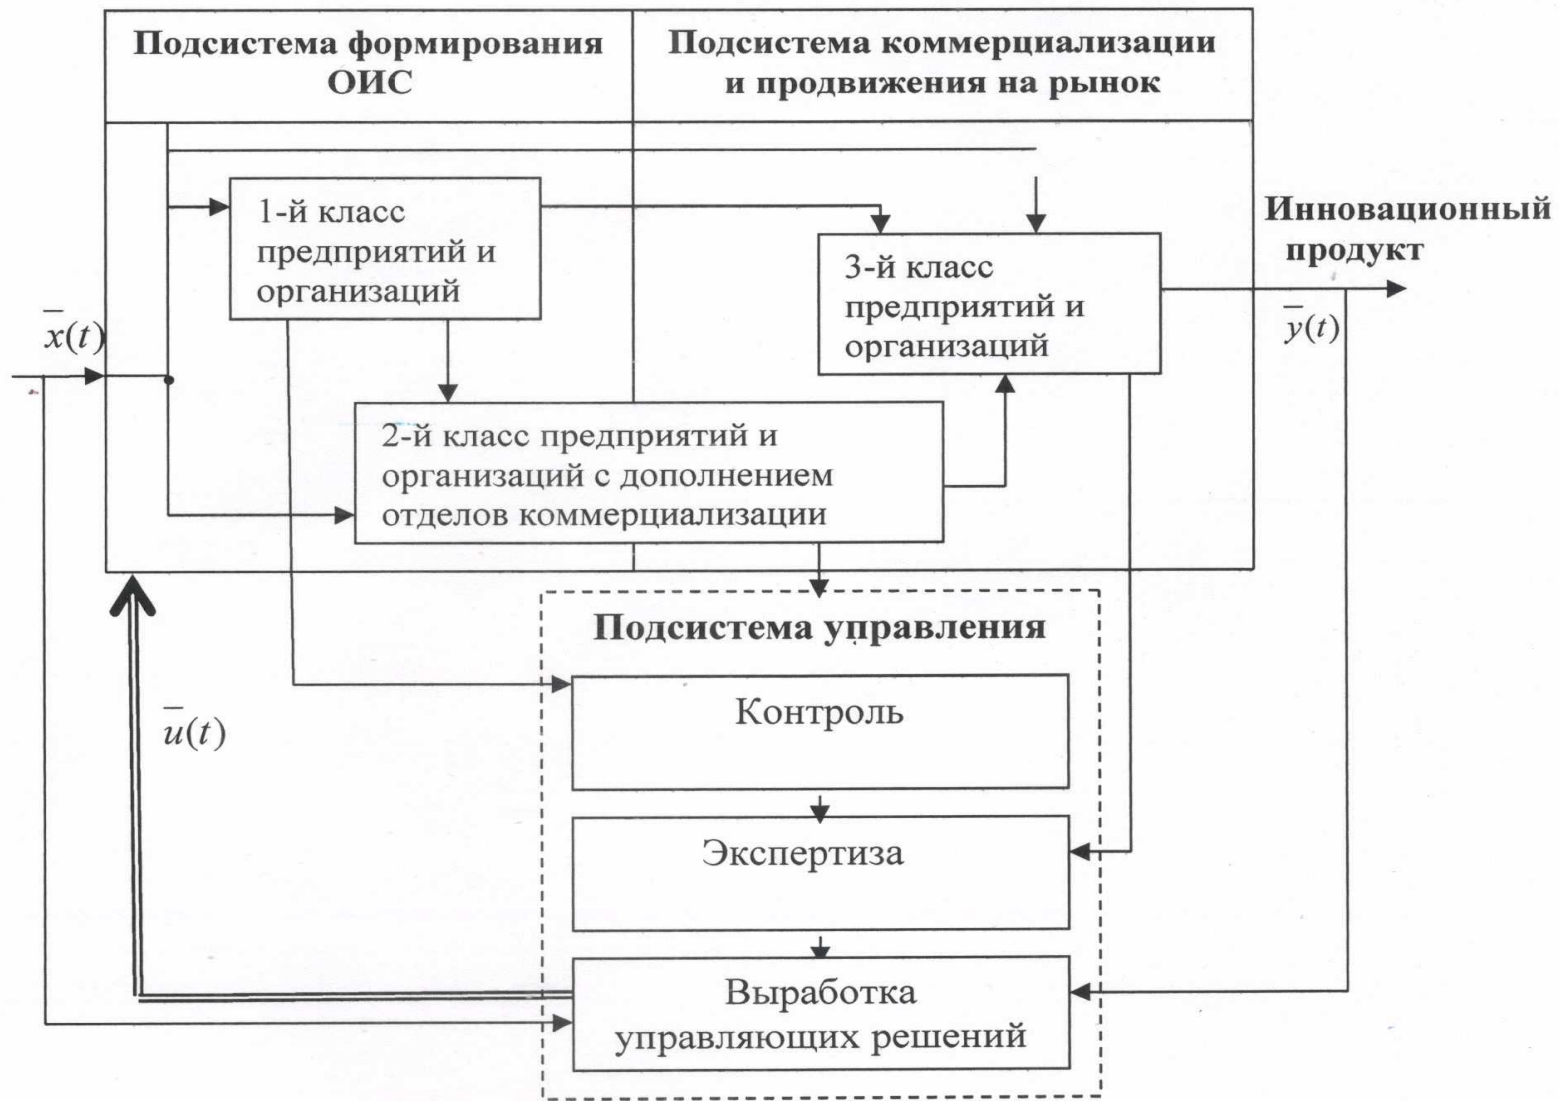 Подсистема формирования
ОИС
Подсистема коммерциализации
и продвижения на рынок
1-й класс
предприятий и
организаций
3-й класс
предприятий и
организаций
Инновационный
продукт
x̅(t)
y̅(t)
2-й класс предприятий и
организаций с дополнением
отделов коммерциализации
Подсистема управления
Контроль
u̅(t)
Экспертиза
Выработка
управляющих решений